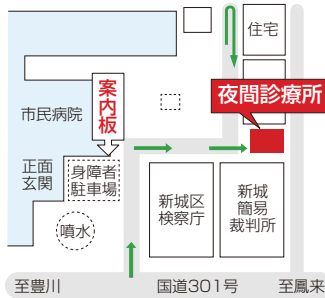 住宅
夜間診療所
案内板
市民病院
正面
玄関
身障者
駐車場
噴水
新城区
検察庁
新城
簡易
裁判所
至豊川
国道301号
至鳳来